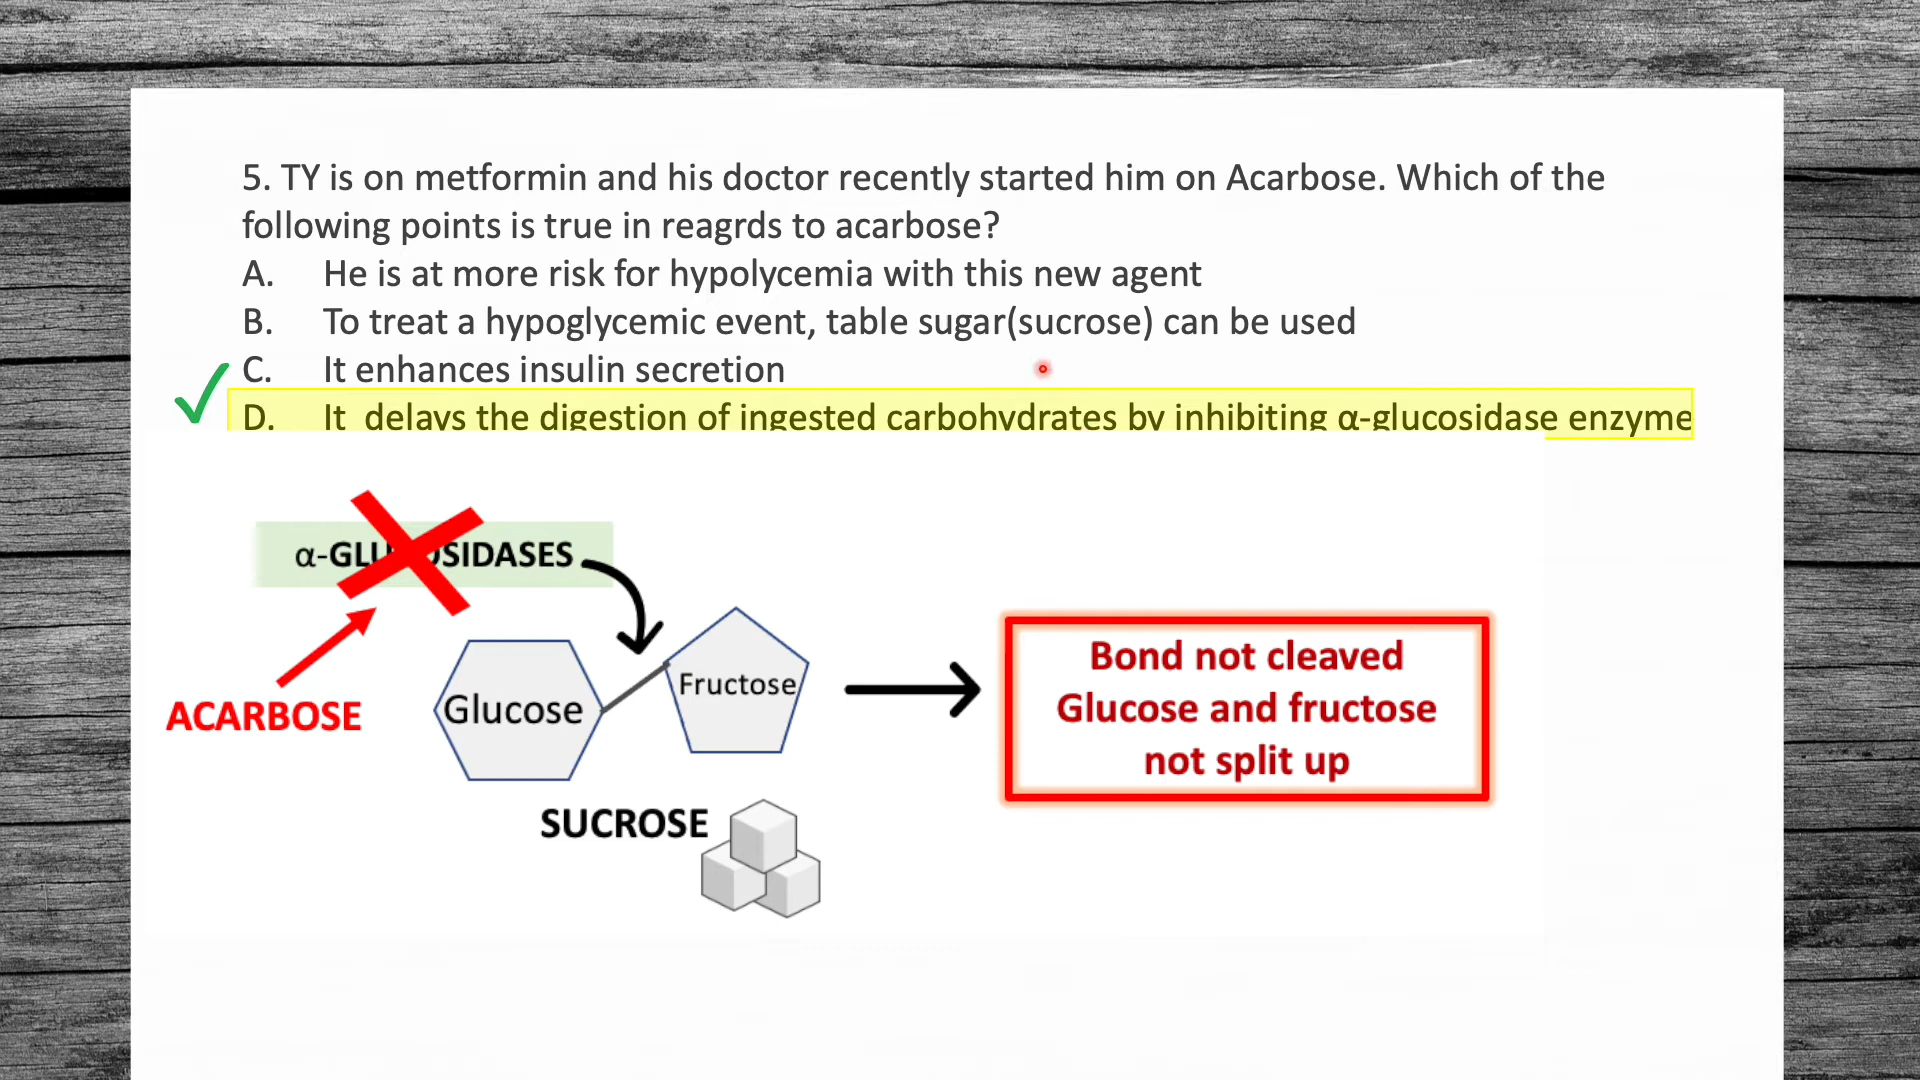 5. TY is on metformin and his doctor recently started him on Acarbose. Which of the
following points is true in reagrds to acarbose?
A. He is at more risk for hypolycemia with this new agent
B. To treat a hypoglycemic event, table sugar(sucrose) can be used
C. It enhances insulin secretion
D. It delays the digestion of ingested carbohydrates by inhibiting α-glucosidase enzyme
α-GLUCOSIDASES
Glucose
Fructose
ACARBOSE
SUCROSE
Bond not cleaved
Glucose and fructose
not split up